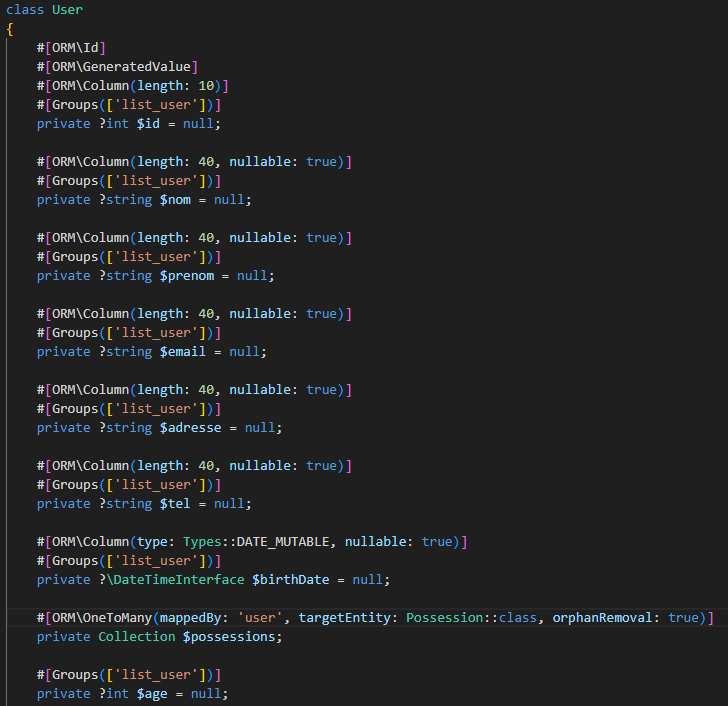 class User
{
#[ORM\Id]
#[ORM\GeneratedValue]
#[ORM\Column(length: 10)]
#[Groups(['list_user'])]
private ?int $id = null;
#[ORM\Column(length: 40, nullable: true)]
#[Groups(['list_user'])]
private ?string $nom = null;
#[ORM\Column(length: 40, nullable: true)]
#[Groups(['list_user'])]
private ?string $prenom = null;
#[ORM\Column(length: 40, nullable: true)]
#[Groups(['list_user'])]
private ?string $email = null;
#[ORM\Column(length: 40, nullable: true)]
#[Groups(['list_user'])]
private ?string $adresse = null;
#[ORM\Column(length: 40, nullable: true)]
#[Groups(['list_user'])]
private ?string $tel = null;
#[ORM\Column(type: Types::DATE_MUTABLE, nullable: true)]
#[Groups(['list_user'])]
private ?\DateTimeInterface $birthDate = null;
#[ORM\OneToMany(mappedBy: 'user', targetEntity: Possession::class, orphanRemoval: true)]
private Collection $possessions;
#[Groups(['list_user'])]
private ?int $age = null;